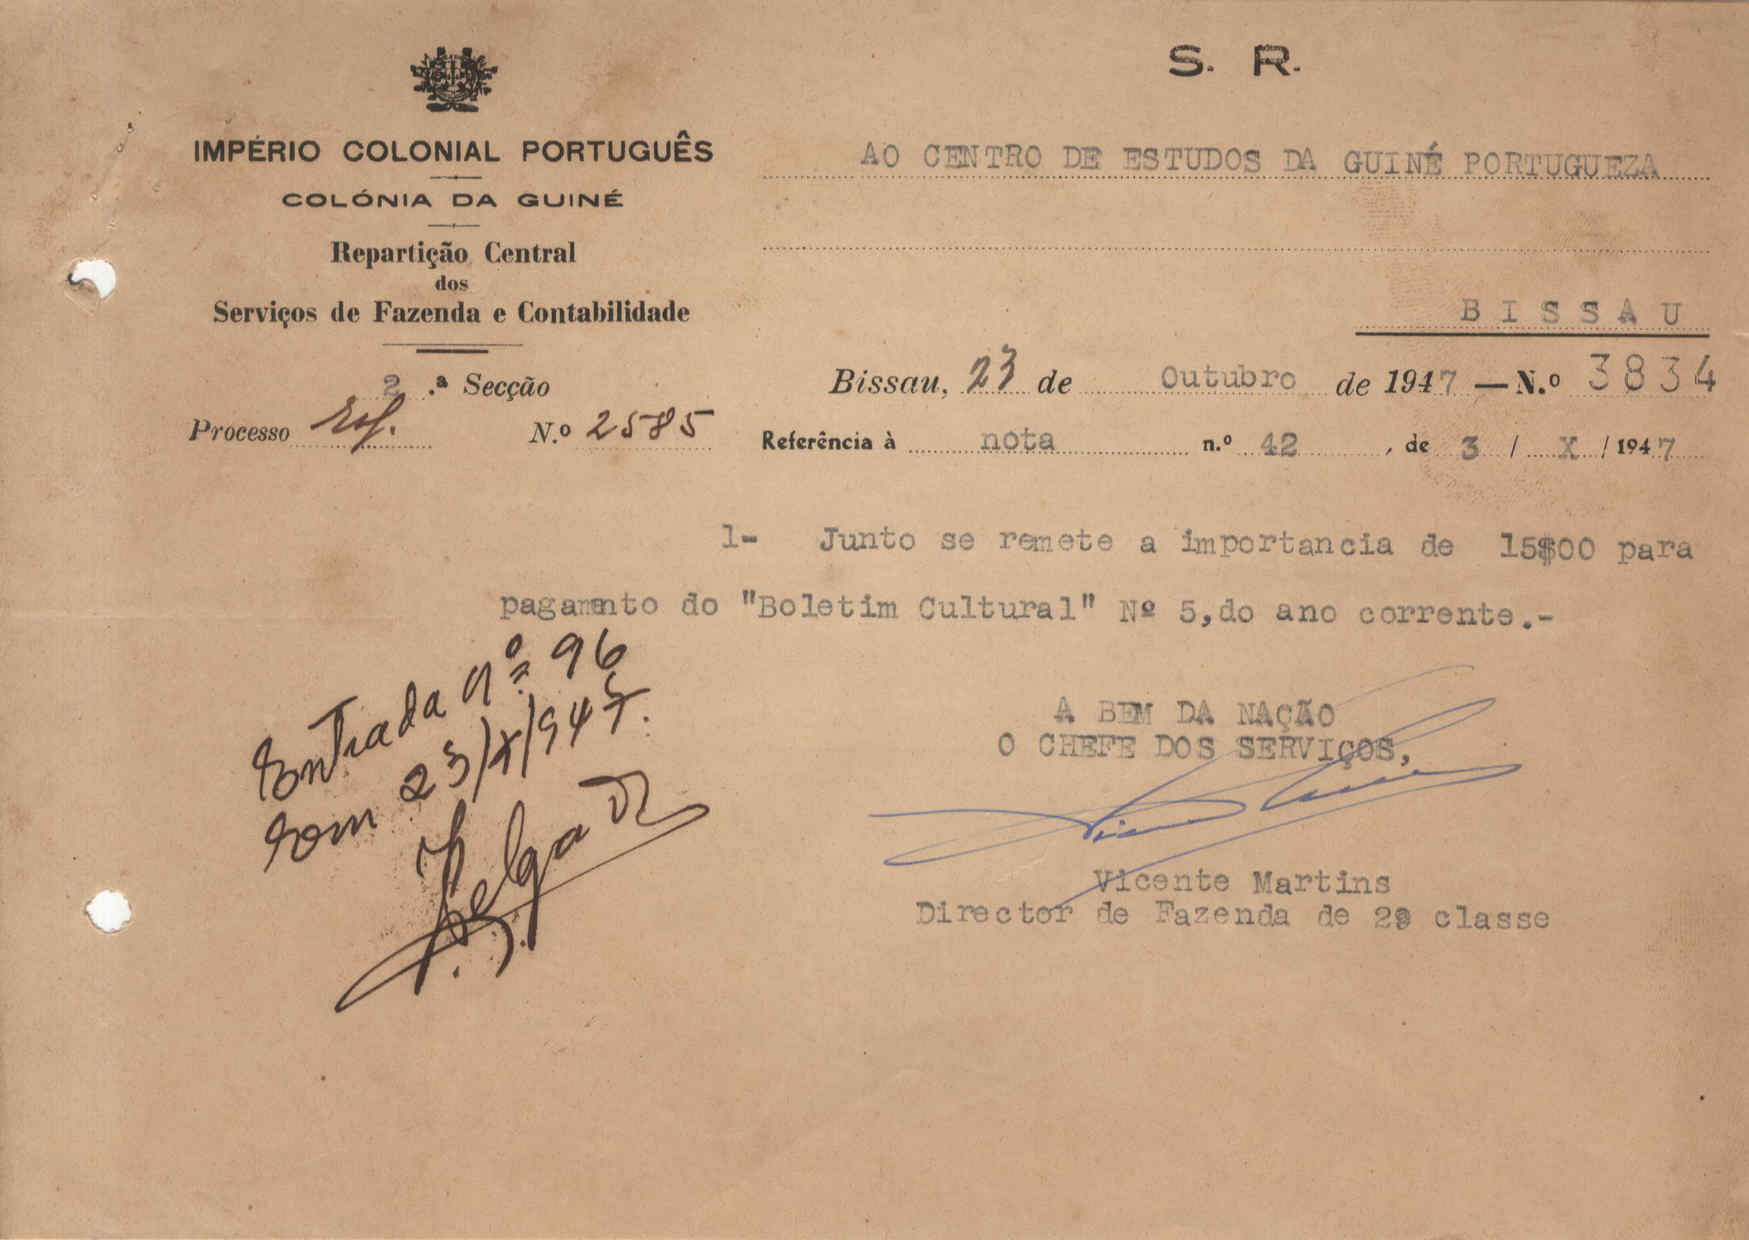 S. R.
IMPÉRIO COLONIAL PORTUGUÊS
COLÓNIA DA GUINÉ
Repartição Central
dos
Serviços de Fazenda e Contabilidade
2.ª Secção
Processo N.º 2585
AO CENTRO DE ESTUDOS DA GUINÉ PORTUGUEZA
BISSAU
Bissau, 23 de Outubro de 1947 — N.º 3834
Referência à nota n.º 42, de 3 / X / 1947
1- Junto se remete a importancia de 15$00 para
pagamento do "Boletim Cultural" Nº 5,do ano corrente.-
Entrada nº 96
em 23/X/947.
A BEM DA NAÇÃO
O CHEFE DOS SERVIÇOS,
Vicente Martins
Director de Fazenda de 2ª classe